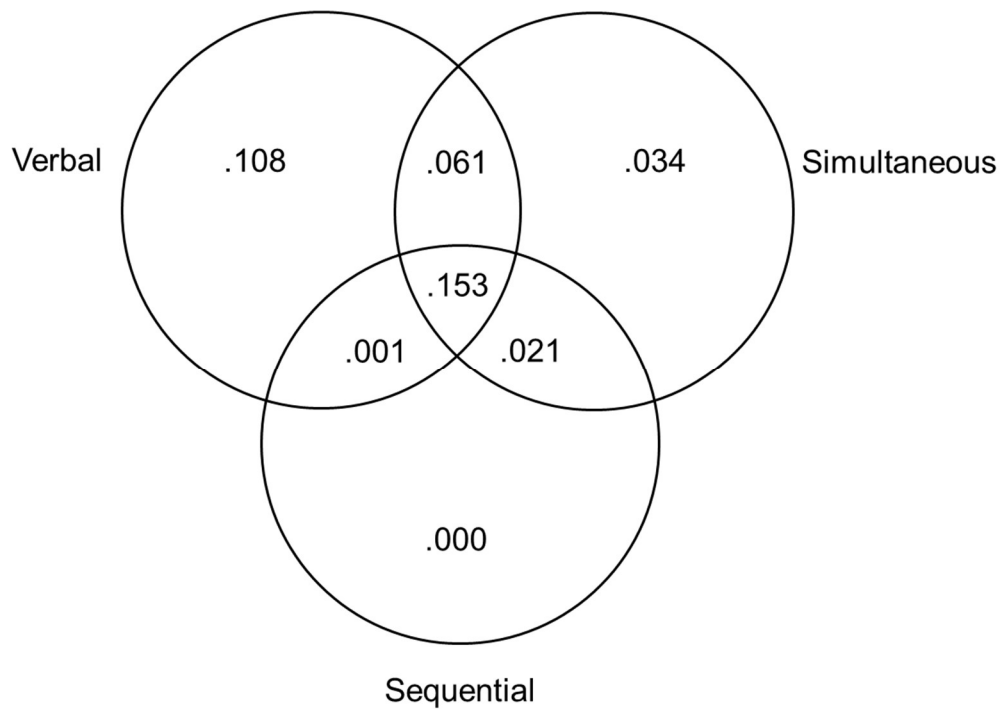 Verbal
.108
.061
.034
Simultaneous
.153
.001
.021
.000
Sequential